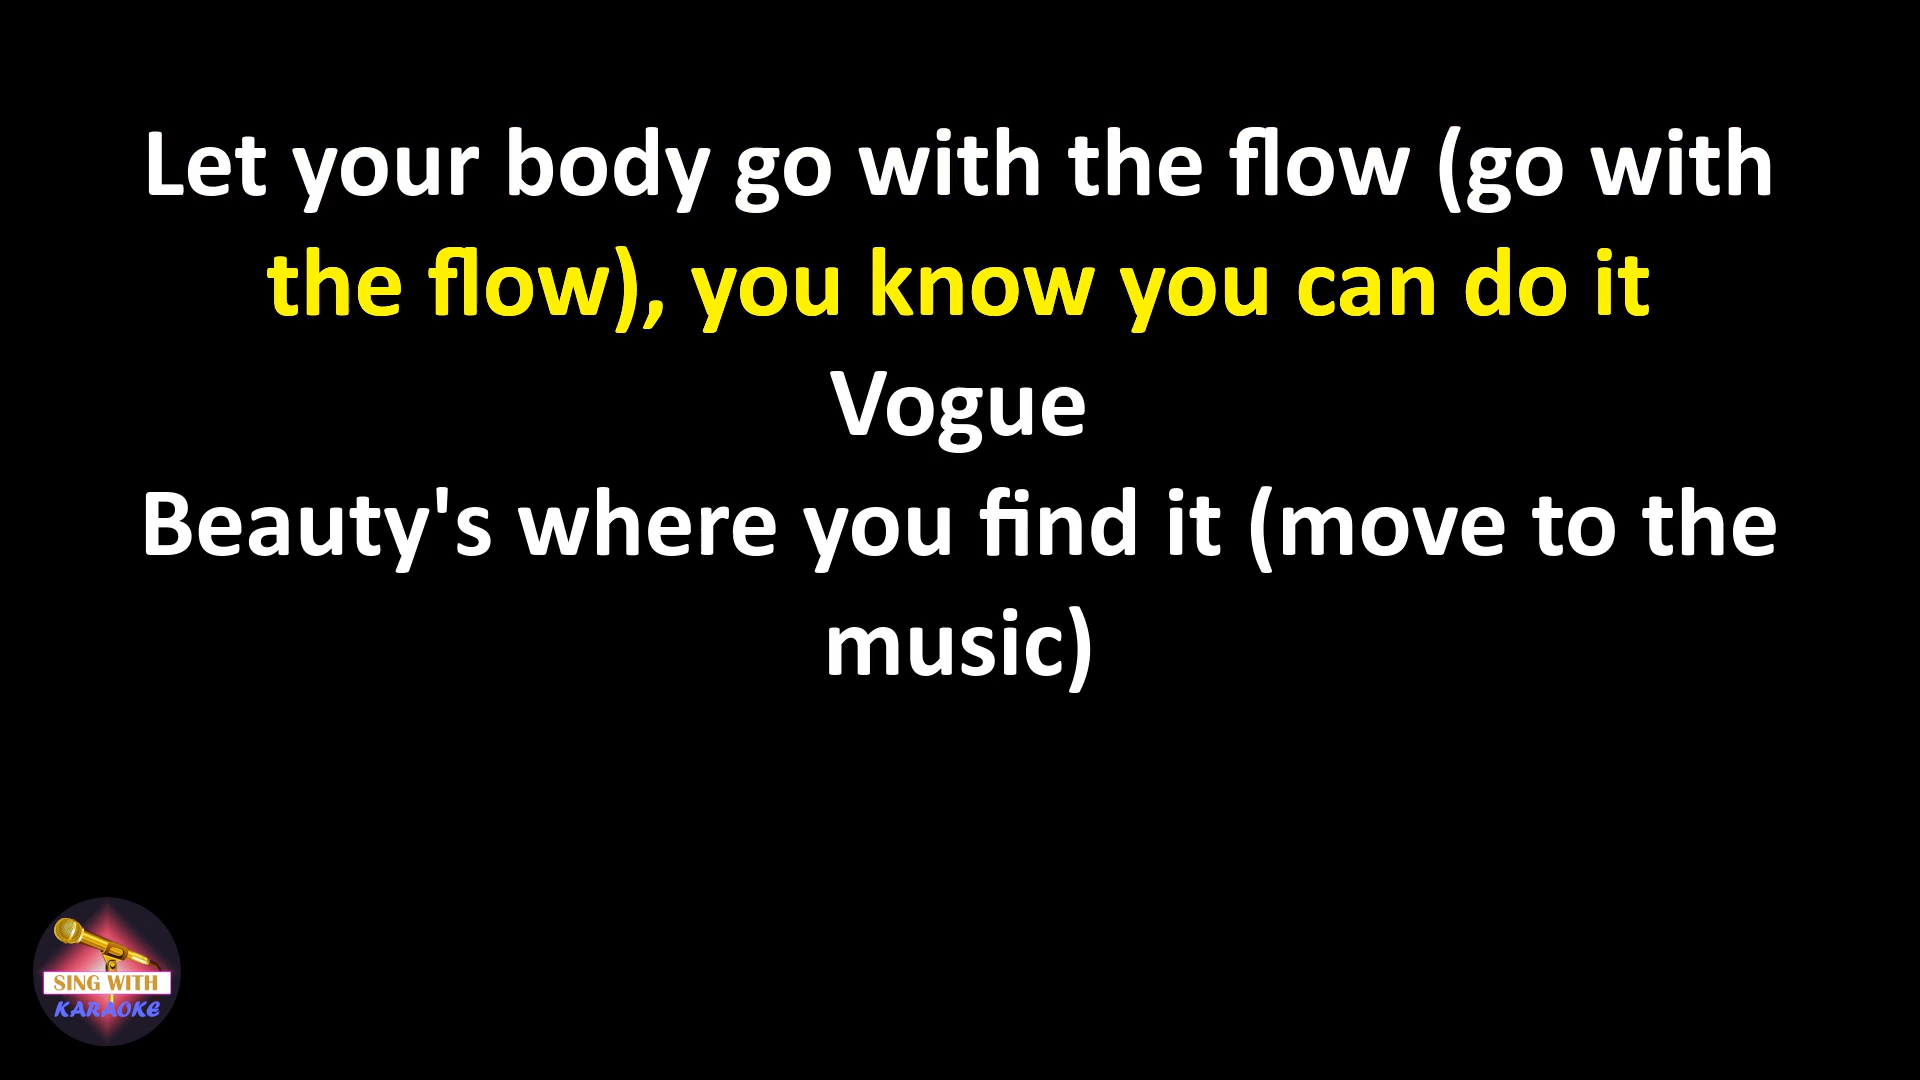 Let your body go with the flow (go with
the flow), you know you can do it
Vogue
Beauty's where you find it (move to the
music)
SING WITH
KARAOKE